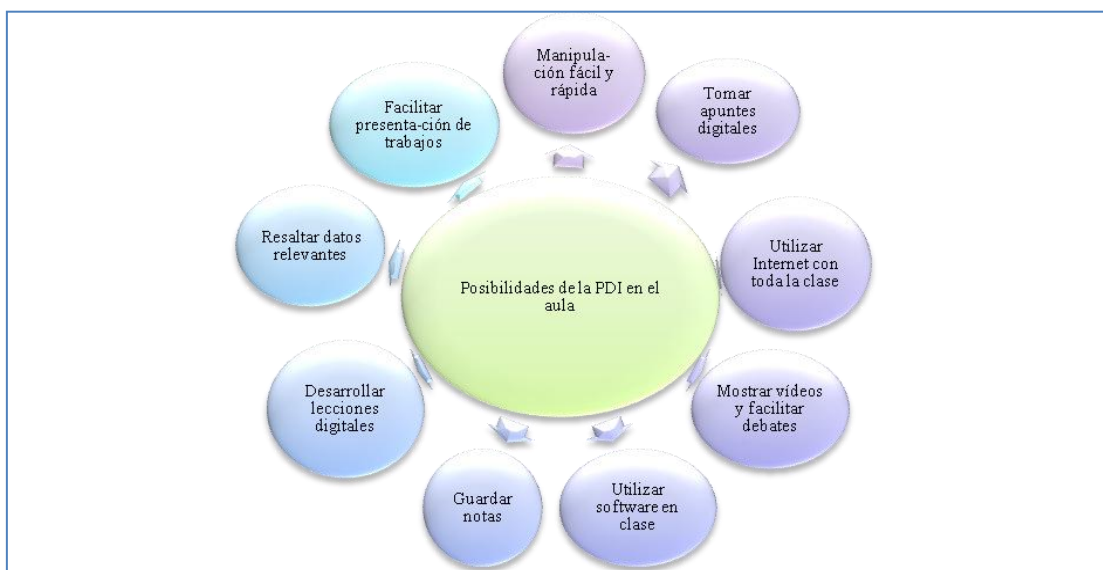 Manipula-
ción fácil y
rápida
Tomar
apuntes
digitales
Utilizar
Internet con
toda la clase
Mostrar vídeos
y facilitar
debates
Utilizar
software en
clase
Guardar
notas
Desarrollar
lecciones
digitales
Resaltar datos
relevantes
Facilitar
presenta-ción de
trabajos
Posibilidades de la PDI en el
aula